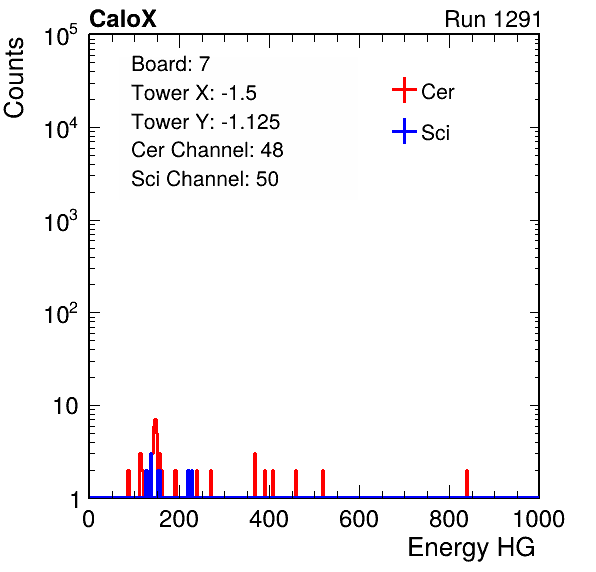 CaloX Run 1291
Counts
10^5
10^4
10^3
10^2
10
1
Board: 7
Tower X: -1.5
Tower Y: -1.125
Cer Channel: 48
Sci Channel: 50
Cer
Sci
0 200 400 600 800 1000
Energy HG